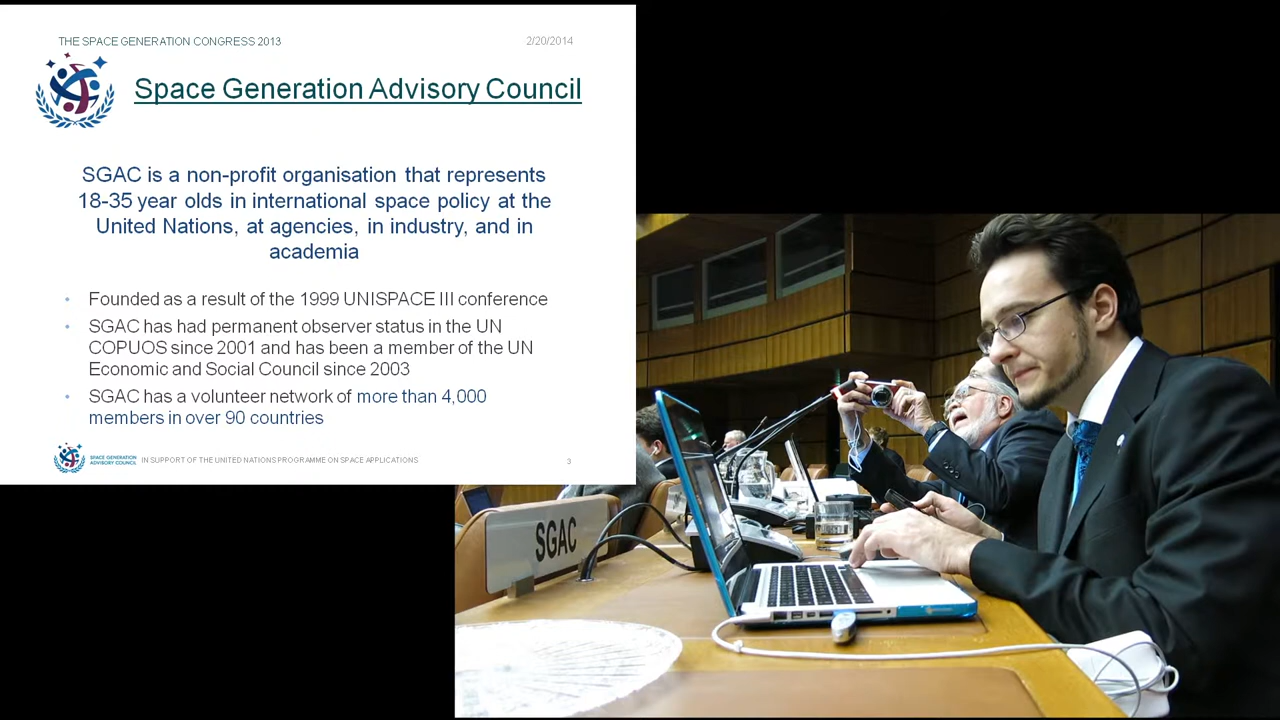 THE SPACE GENERATION CONGRESS 2013
2/20/2014
Space Generation Advisory Council
SGAC is a non-profit organisation that represents
18-35 year olds in international space policy at the
United Nations, at agencies, in industry, and in
academia
• Founded as a result of the 1999 UNISPACE III conference
• SGAC has had permanent observer status in the UN
COPUOS since 2001 and has been a member of the UN
Economic and Social Council since 2003
• SGAC has a volunteer network of more than 4,000
members in over 90 countries
SPACE GENERATION
ADVISORY COUNCIL
IN SUPPORT OF THE UNITED NATIONS PROGRAMME ON SPACE APPLICATIONS
3
SGAC